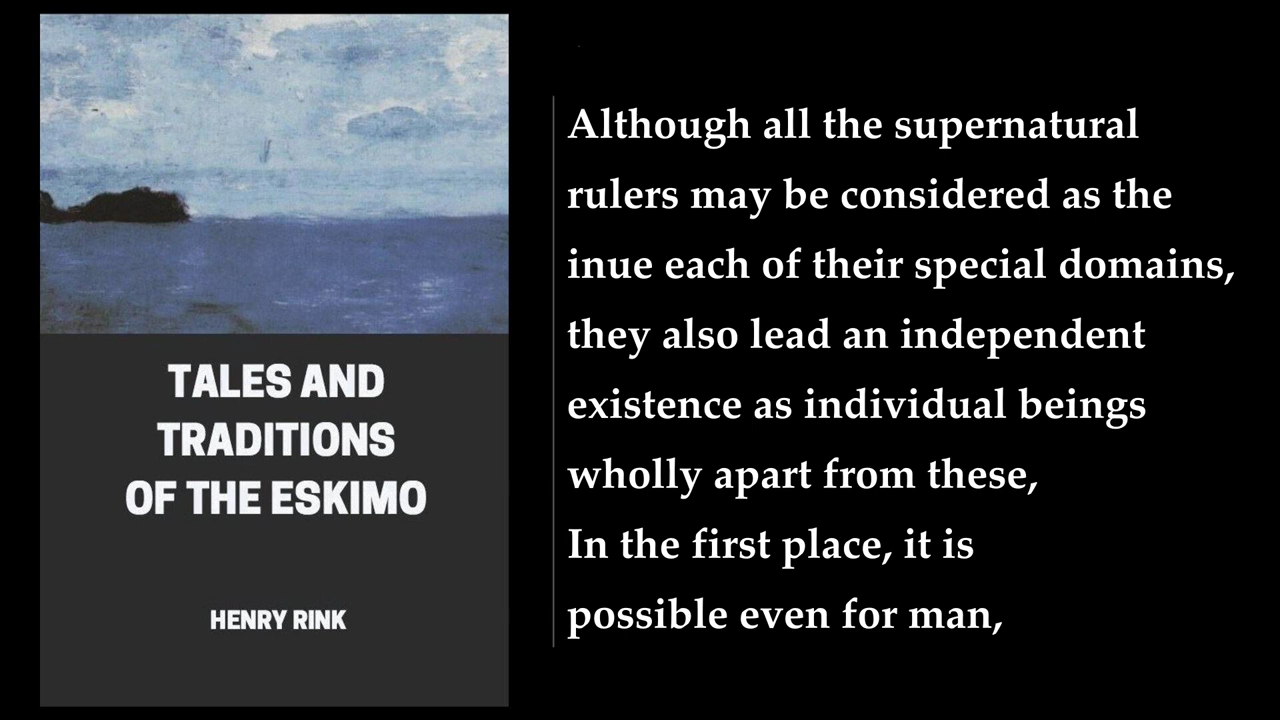 TALES AND
TRADITIONS
OF THE ESKIMO
HENRY RINK
Although all the supernatural
rulers may be considered as the
inue each of their special domains,
they also lead an independent
existence as individual beings
wholly apart from these,
In the first place, it is
possible even for man,